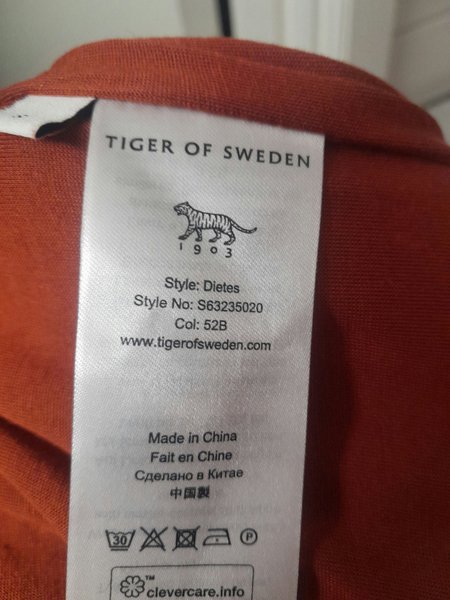 TIGER OF SWEDEN
1903
Style: Dietes
Style No: S63235020
Col: 52B
www.tigerofsweden.com
Made in China
Fait en Chine
Сделано в Китае
中国製
30 P
TM
clevercare.info